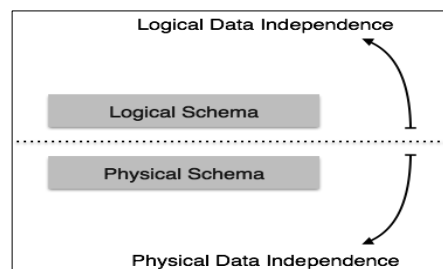 Logical Data Independence
Logical Schema
Physical Schema
Physical Data Independence